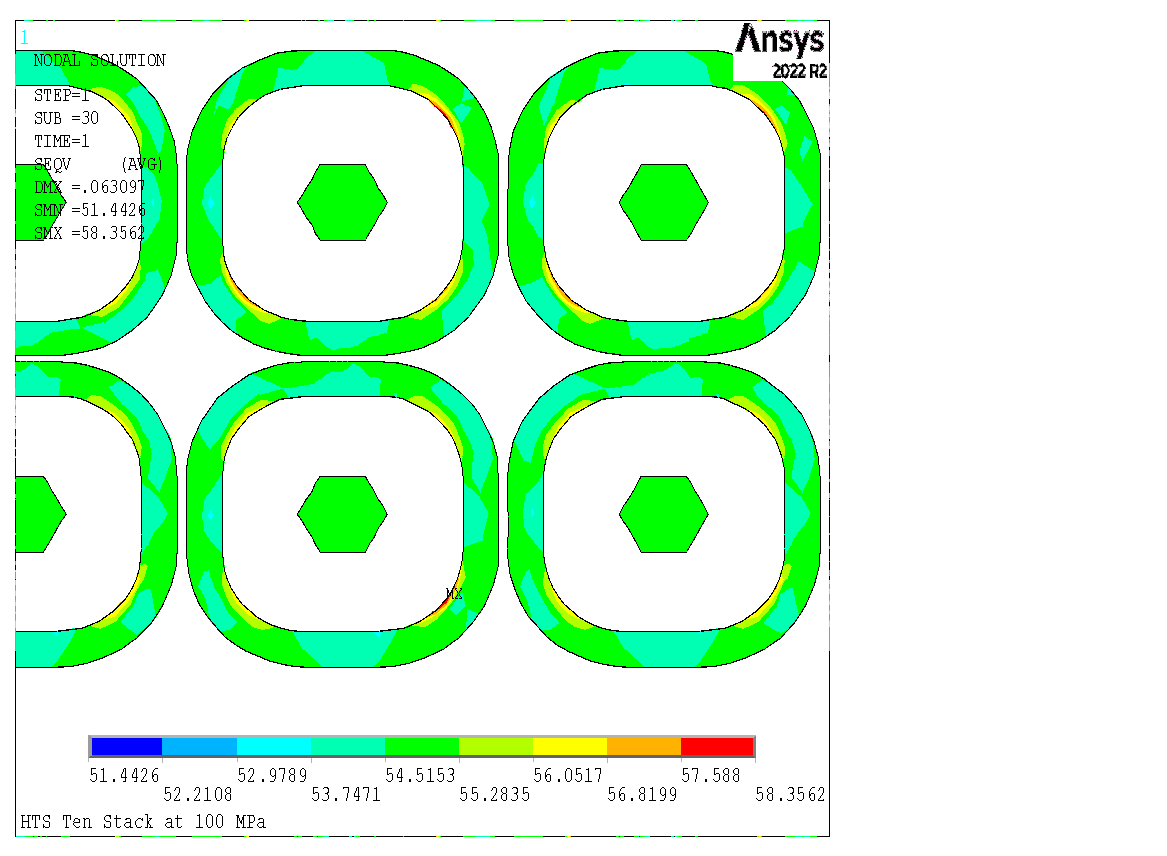 1
Ansys
2022 R2
NODAL SOLUTION
STEP=1
SUB =30
TIME=1
SEQV (AVG)
DMX =.063097
SMN =51.4426
SMX =58.3562
MX
51.4426 52.9789 54.5153 56.0517 57.588
52.2108 53.7471 55.2835 56.8199 58.3562
HTS Ten Stack at 100 MPa